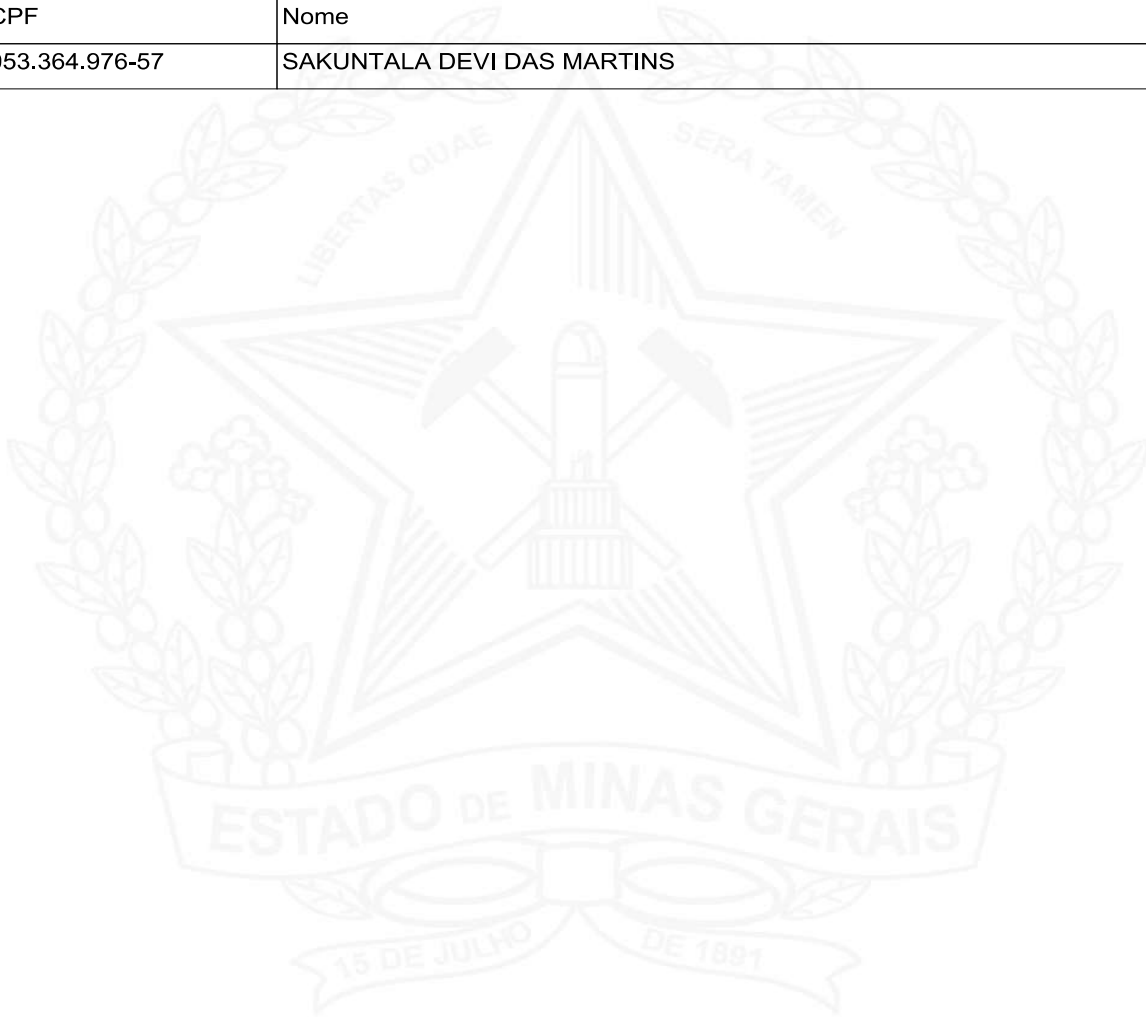 CPF Nome
053.364.976-57 SAKUNTALA DEVI DAS MARTINS
LIBERTAS QUAE SERA TAMEN
ESTADO DE MINAS GERAIS
15 DE JULHO DE 1891